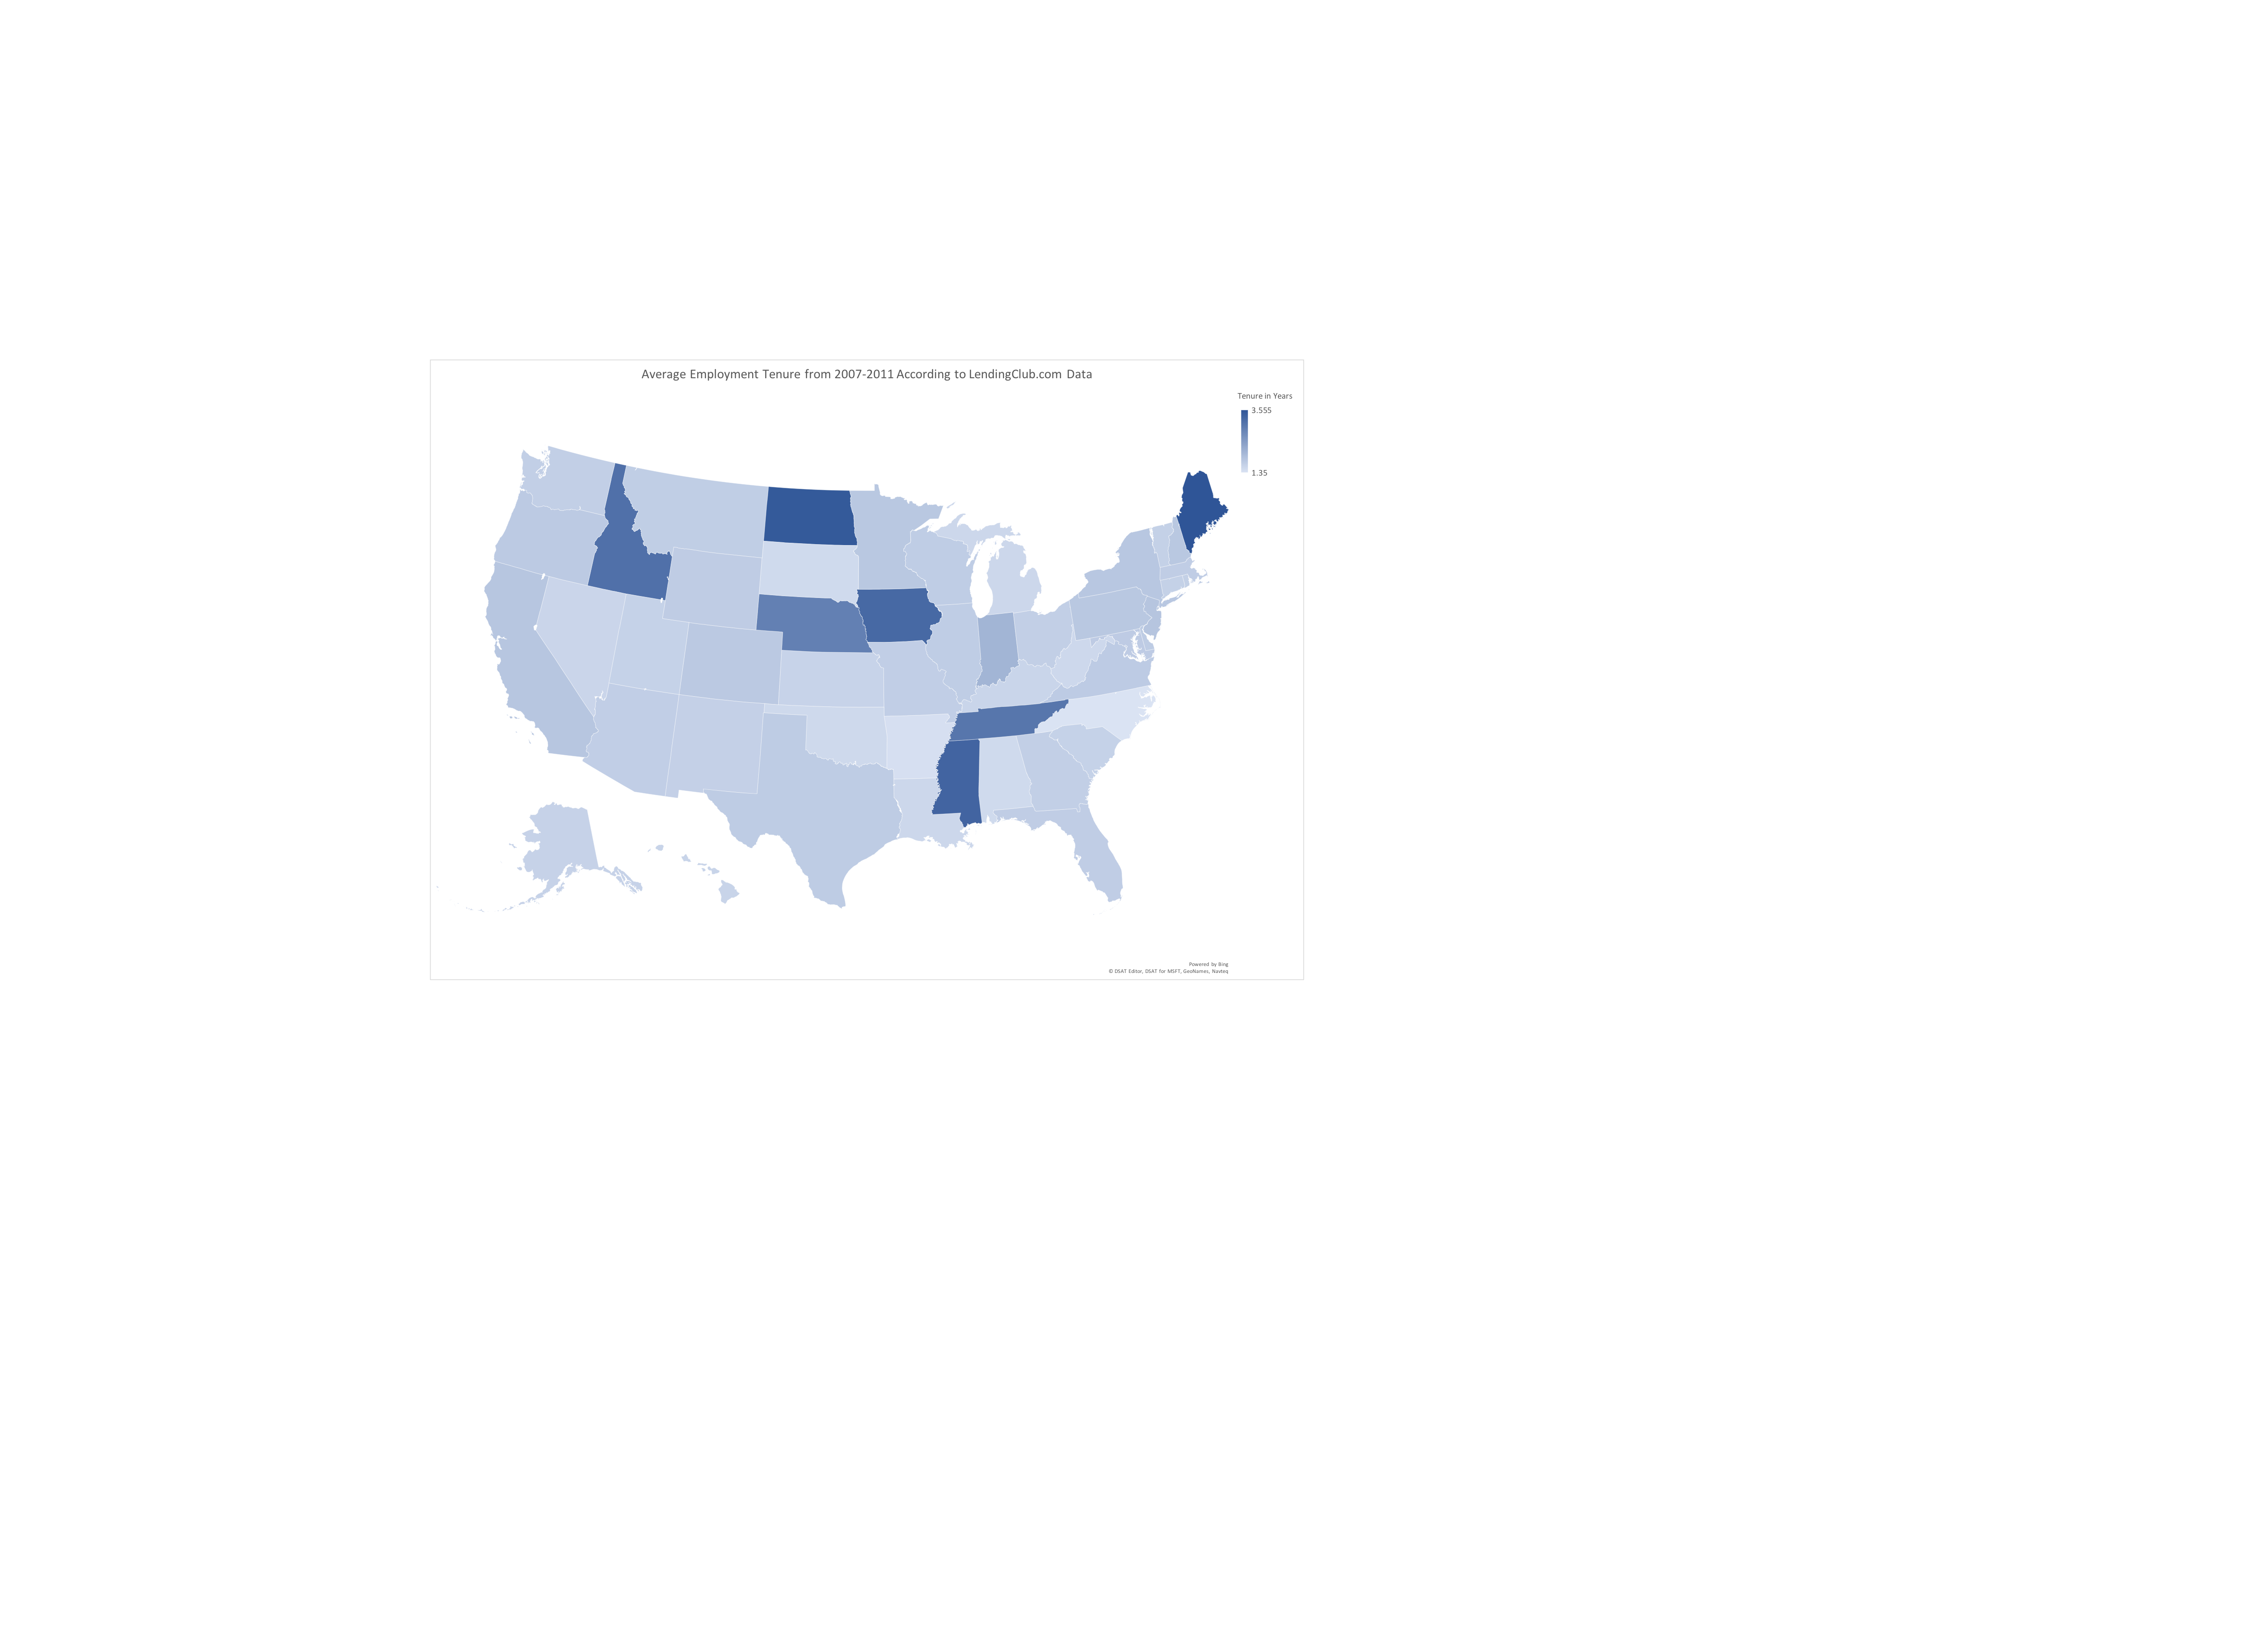 Average Employment Tenure from 2007-2011 According to LendingClub.com Data
Tenure in Years
3.555
1.35
Powered by Bing
© DSAT Editor, DSAT for MSFT, GeoNames, Navteq